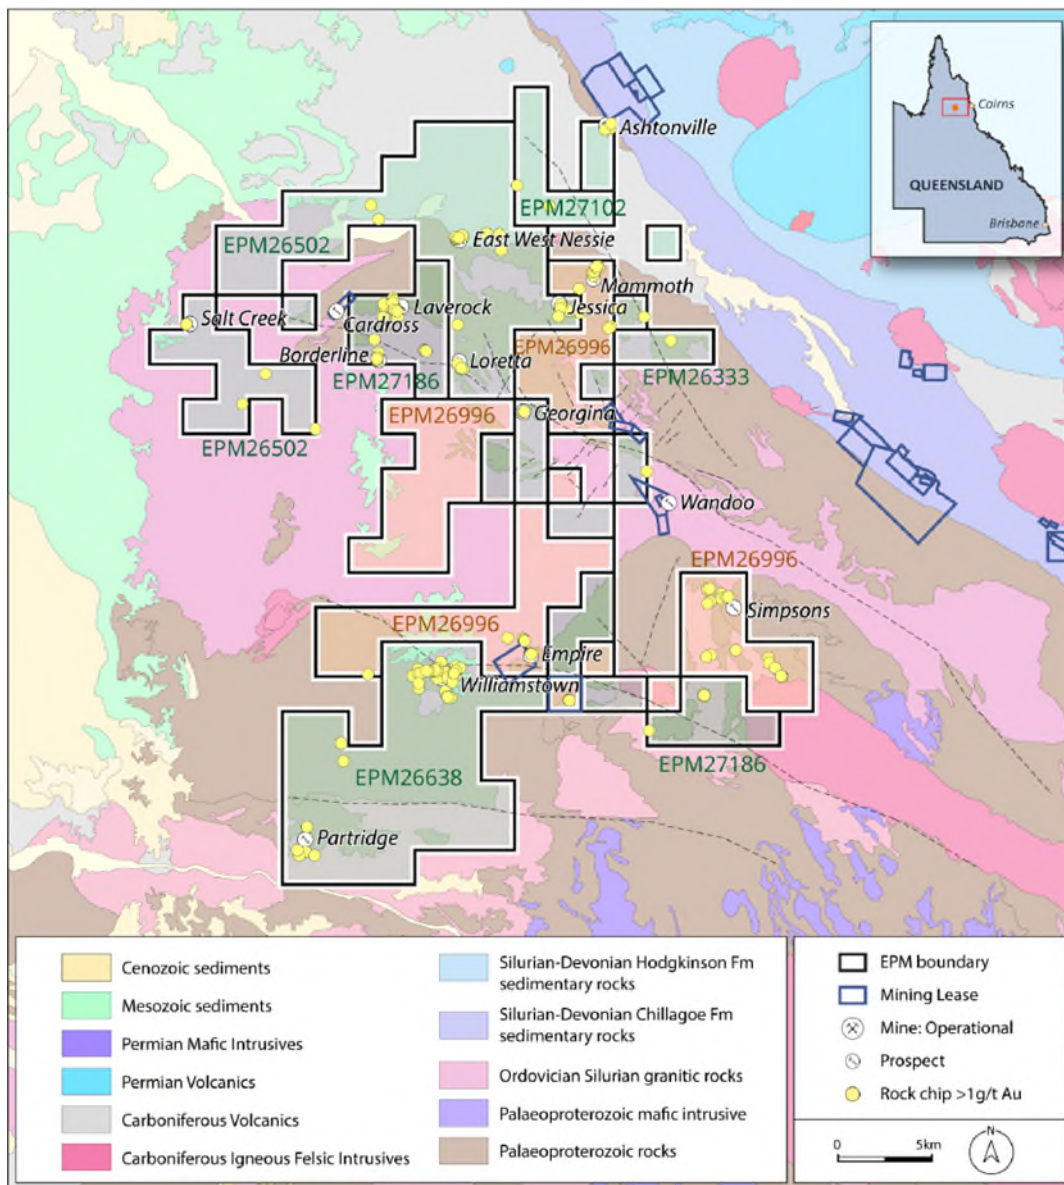 Cairns
QUEENSLAND
Brisbane
Ashtonville
EPM27102
EPM26502
East West Nessie
Mammoth
Salt Creek
Laverock
Jessica
Cardross
EPM26996
Borderline
Loretta
EPM26333
EPM27186
EPM26996
Georgina
EPM26502
Wandoo
EPM26996
Simpsons
EPM26996
Empire
Williamstown
EPM26638
EPM27186
Partridge
Cenozoic sediments
Mesozoic sediments
Permian Mafic Intrusives
Permian Volcanics
Carboniferous Volcanics
Carboniferous Igneous Felsic Intrusives
Silurian-Devonian Hodgkinson Fm
sedimentary rocks
Silurian-Devonian Chillagoe Fm
sedimentary rocks
Ordovician Silurian granitic rocks
Palaeoproterozoic mafic intrusive
Palaeoproterozoic rocks
EPM boundary
Mining Lease
Mine: Operational
Prospect
Rock chip >1g/t Au
0 5km
N